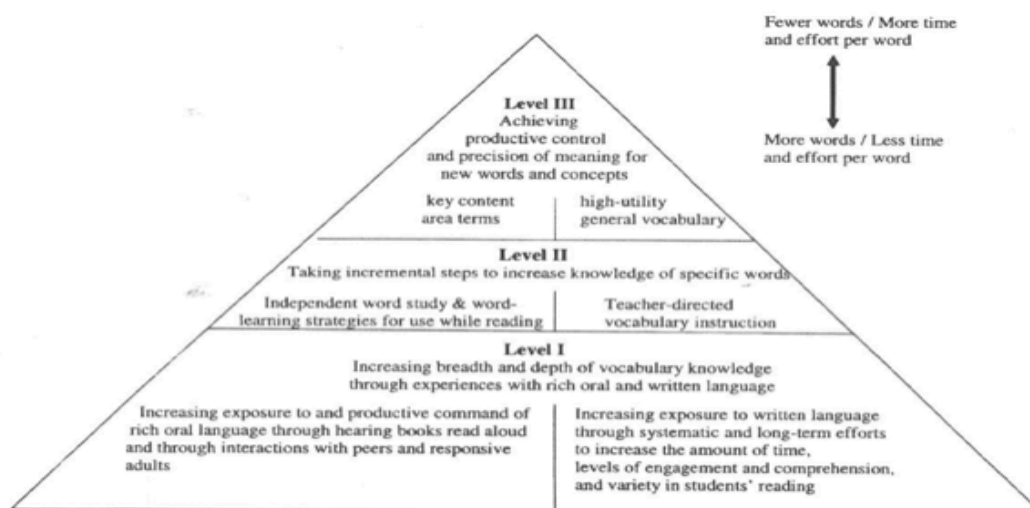 Fewer words / More time
and effort per word
More words / Less time
and effort per word
Level III
Achieving
productive control
and precision of meaning for
new words and concepts
key content
area terms
high-utility
general vocabulary
Level II
Taking incremental steps to increase knowledge of specific words
Independent word study & word-
learning strategies for use while reading
Teacher-directed
vocabulary instruction
Level I
Increasing breadth and depth of vocabulary knowledge
through experiences with rich oral and written language
Increasing exposure to and productive command of
rich oral language through hearing books read aloud
and through interactions with peers and responsive
adults
Increasing exposure to written language
through systematic and long-term efforts
to increase the amount of time,
levels of engagement and comprehension,
and variety in students' reading